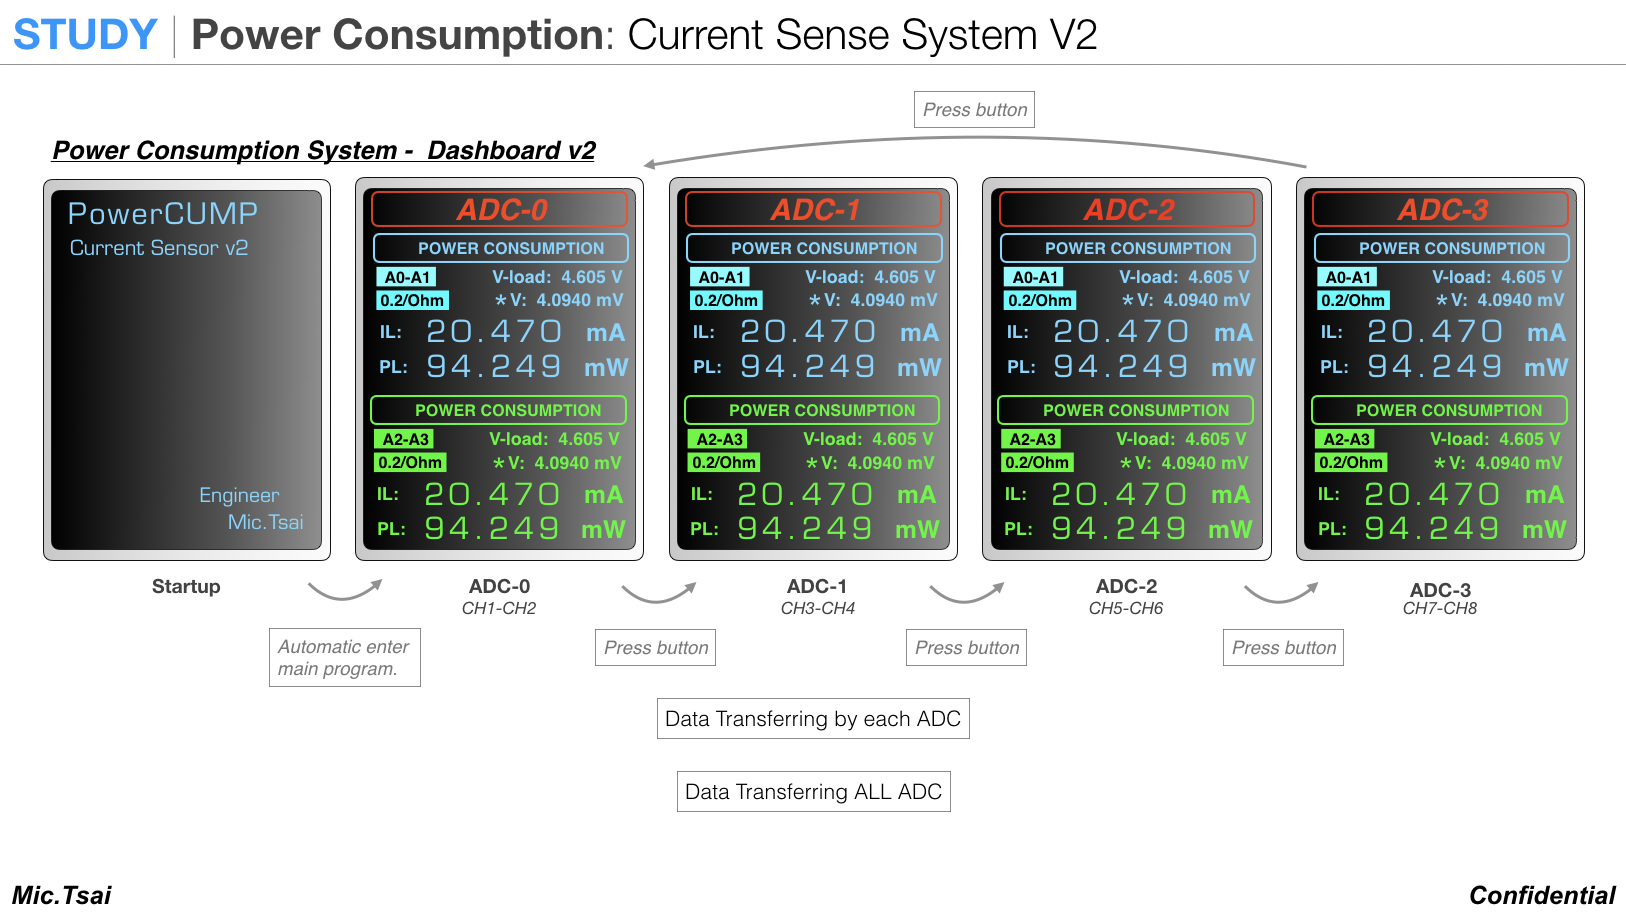 STUDY | Power Consumption: Current Sense System V2
Press button
Power Consumption System - Dashboard v2
PowerCUMP
Current Sensor v2
Engineer
Mic.Tsai
ADC-0
POWER CONSUMPTION
A0-A1 V-load: 4.605 V
0.2/Ohm *V: 4.0940 mV
IL: 20.470 mA
PL: 94.249 mW
POWER CONSUMPTION
A2-A3 V-load: 4.605 V
0.2/Ohm *V: 4.0940 mV
IL: 20.470 mA
PL: 94.249 mW
ADC-1
POWER CONSUMPTION
A0-A1 V-load: 4.605 V
0.2/Ohm *V: 4.0940 mV
IL: 20.470 mA
PL: 94.249 mW
POWER CONSUMPTION
A2-A3 V-load: 4.605 V
0.2/Ohm *V: 4.0940 mV
IL: 20.470 mA
PL: 94.249 mW
ADC-2
POWER CONSUMPTION
A0-A1 V-load: 4.605 V
0.2/Ohm *V: 4.0940 mV
IL: 20.470 mA
PL: 94.249 mW
POWER CONSUMPTION
A2-A3 V-load: 4.605 V
0.2/Ohm *V: 4.0940 mV
IL: 20.470 mA
PL: 94.249 mW
ADC-3
POWER CONSUMPTION
A0-A1 V-load: 4.605 V
0.2/Ohm *V: 4.0940 mV
IL: 20.470 mA
PL: 94.249 mW
POWER CONSUMPTION
A2-A3 V-load: 4.605 V
0.2/Ohm *V: 4.0940 mV
IL: 20.470 mA
PL: 94.249 mW
Startup
ADC-0
CH1-CH2
ADC-1
CH3-CH4
ADC-2
CH5-CH6
ADC-3
CH7-CH8
Automatic enter
main program.
Press button
Press button
Press button
Data Transferring by each ADC
Data Transferring ALL ADC
Mic.Tsai
Confidential